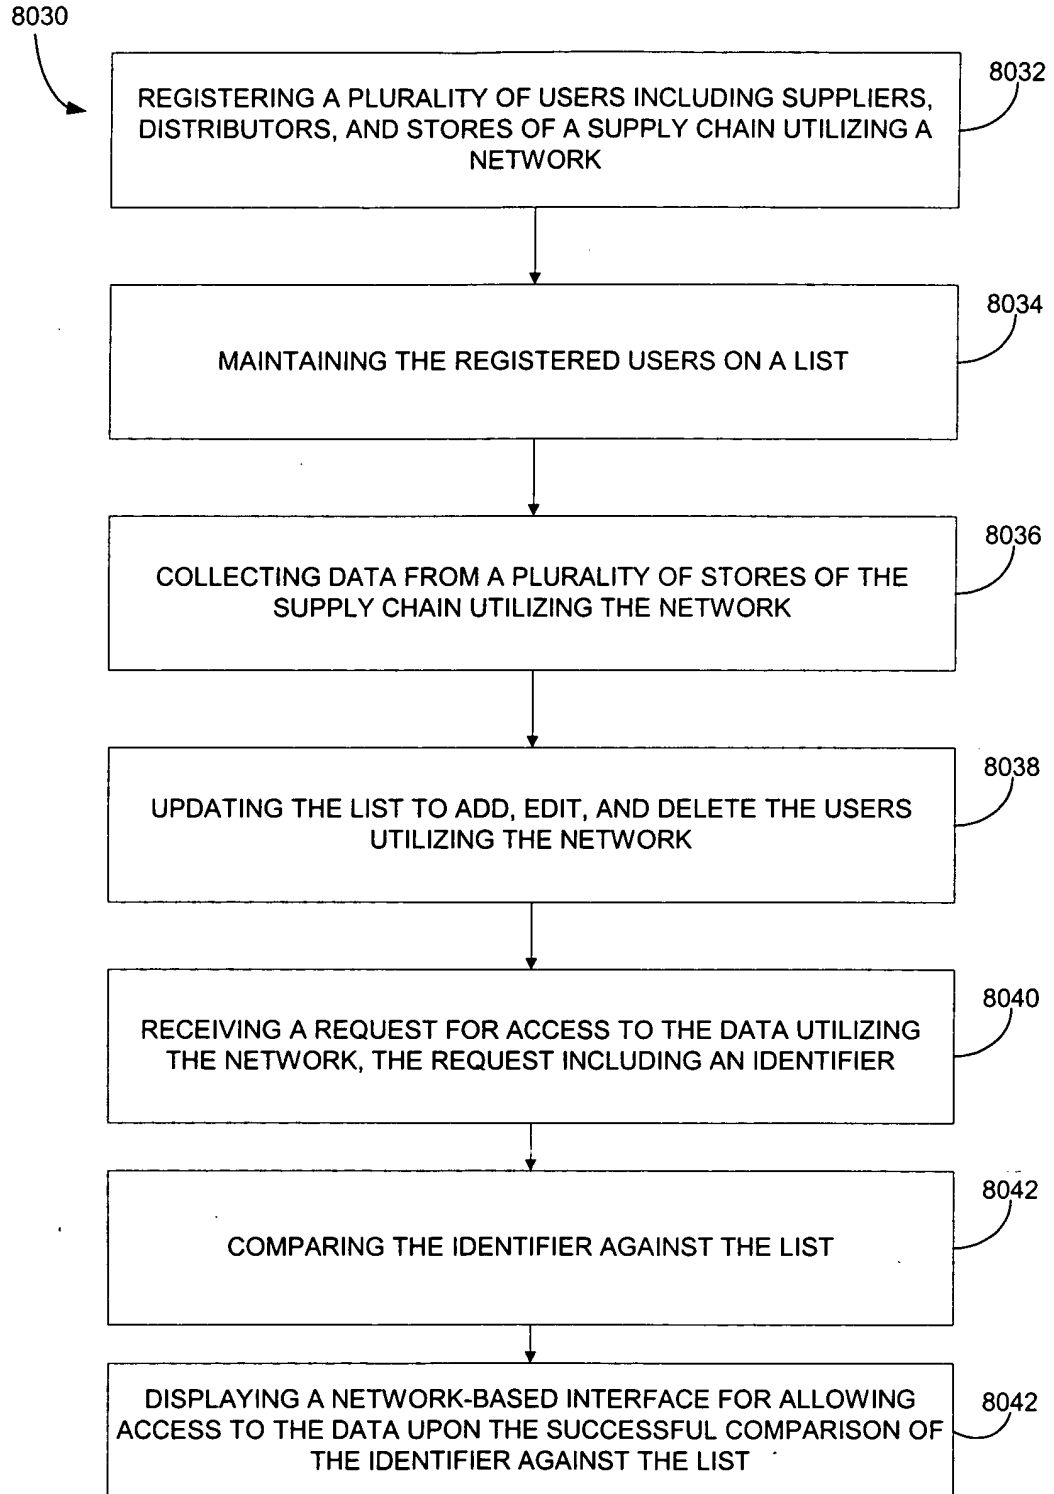 8030
REGISTERING A PLURALITY OF USERS INCLUDING SUPPLIERS,
DISTRIBUTORS, AND STORES OF A SUPPLY CHAIN UTILIZING A
NETWORK
8032
MAINTAINING THE REGISTERED USERS ON A LIST
8034
COLLECTING DATA FROM A PLURALITY OF STORES OF THE
SUPPLY CHAIN UTILIZING THE NETWORK
8036
UPDATING THE LIST TO ADD, EDIT, AND DELETE THE USERS
UTILIZING THE NETWORK
8038
RECEIVING A REQUEST FOR ACCESS TO THE DATA UTILIZING
THE NETWORK, THE REQUEST INCLUDING AN IDENTIFIER
8040
COMPARING THE IDENTIFIER AGAINST THE LIST
8042
DISPLAYING A NETWORK-BASED INTERFACE FOR ALLOWING
ACCESS TO THE DATA UPON THE SUCCESSFUL COMPARISON OF
THE IDENTIFIER AGAINST THE LIST
8042